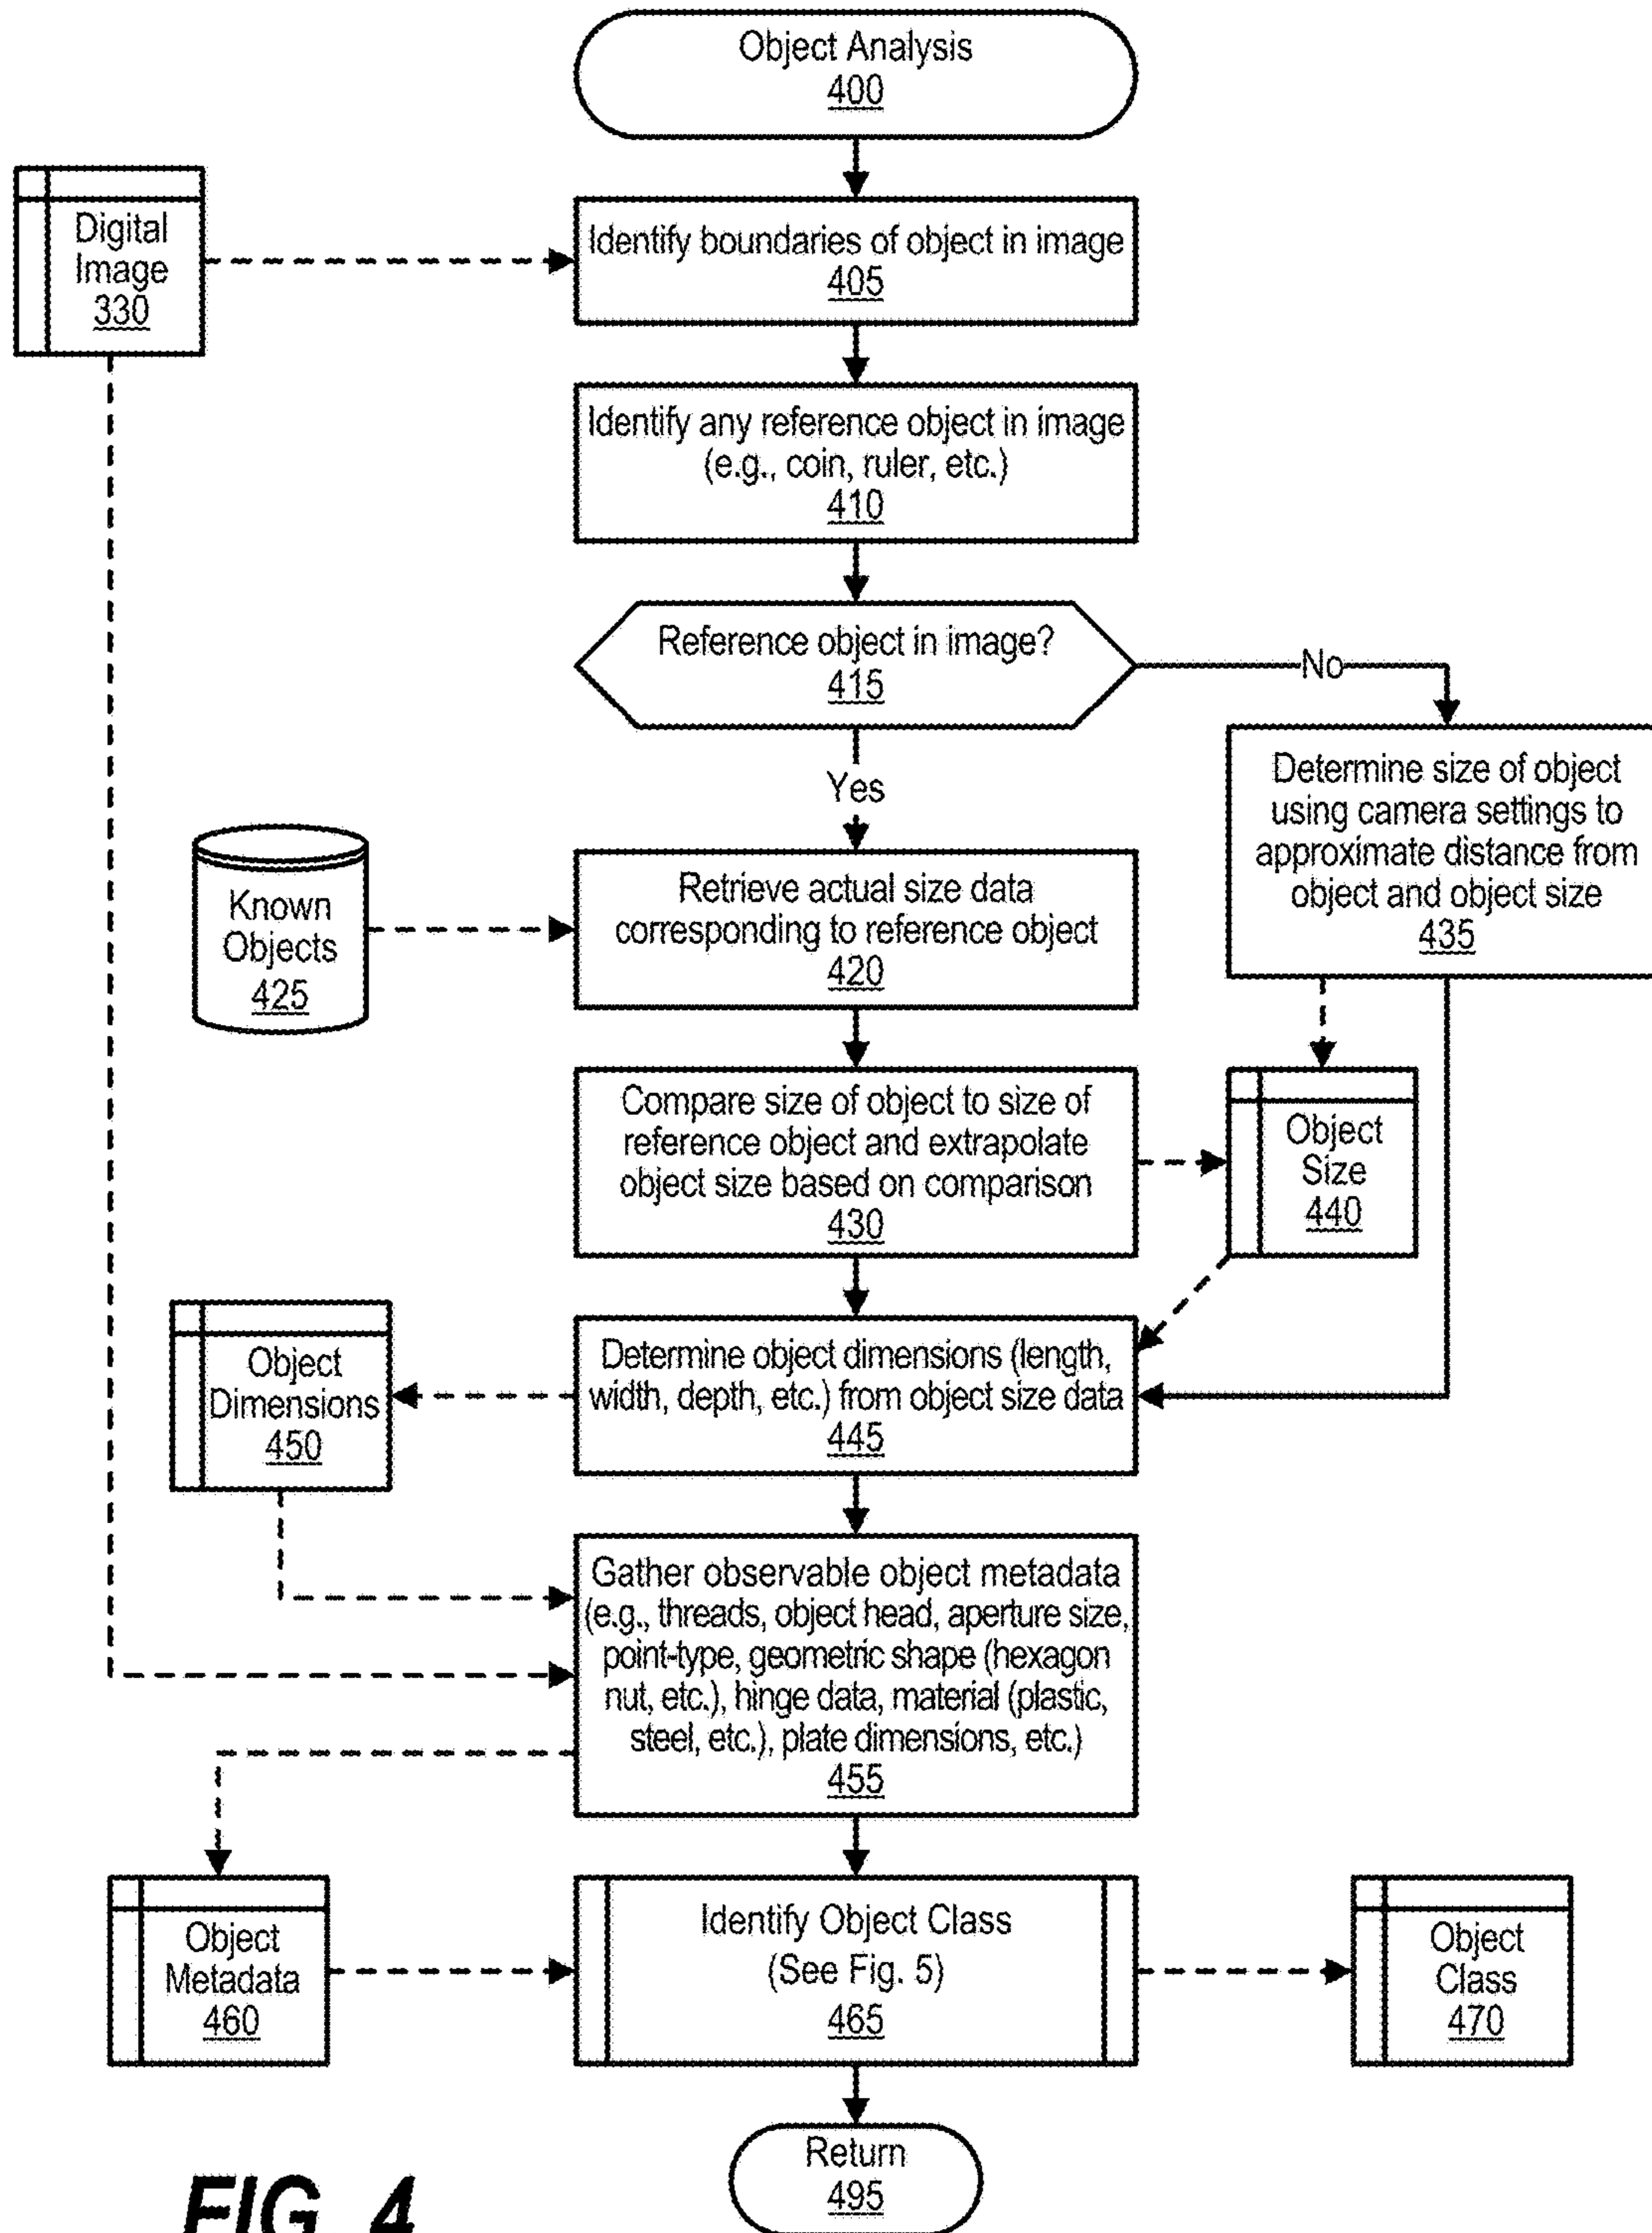 Object Analysis
400
Digital
Image
330
Identify boundaries of object in image
405
Identify any reference object in image
(e.g., coin, ruler, etc.)
410
Reference object in image?
415
No
Yes
Determine size of object
using camera settings to
approximate distance from
object and object size
435
Known
Objects
425
Retrieve actual size data
corresponding to reference object
420
Compare size of object to size of
reference object and extrapolate
object size based on comparison
430
Object
Size
440
Object
Dimensions
450
Determine object dimensions (length,
width, depth, etc.) from object size data
445
Gather observable object metadata
(e.g., threads, object head, aperture size,
point-type, geometric shape (hexagon
nut, etc.), hinge data, material (plastic,
steel, etc.), plate dimensions, etc.)
455
Object
Metadata
460
Identify Object Class
(See Fig. 5)
465
Object
Class
470
Return
495
FIG. 4